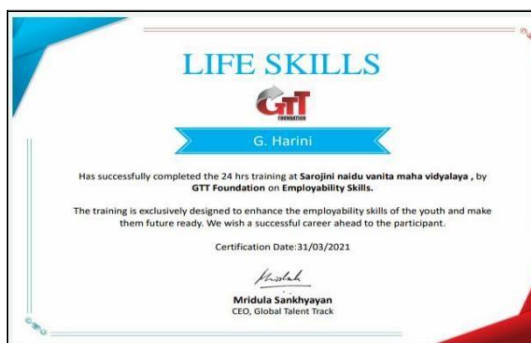 LIFE SKILLS
GTT
FOUNDATION
G. Harini
Has successfully completed the 24 hrs training at Sarojini naidu vanita maha vidyalaya , by
GTT Foundation on Employability Skills.
The training is exclusively designed to enhance the employability skills of the youth and make
them future ready. We wish a successful career ahead to the participant.
Certification Date:31/03/2021
Mridula Sankhyayan
CEO, Global Talent Track